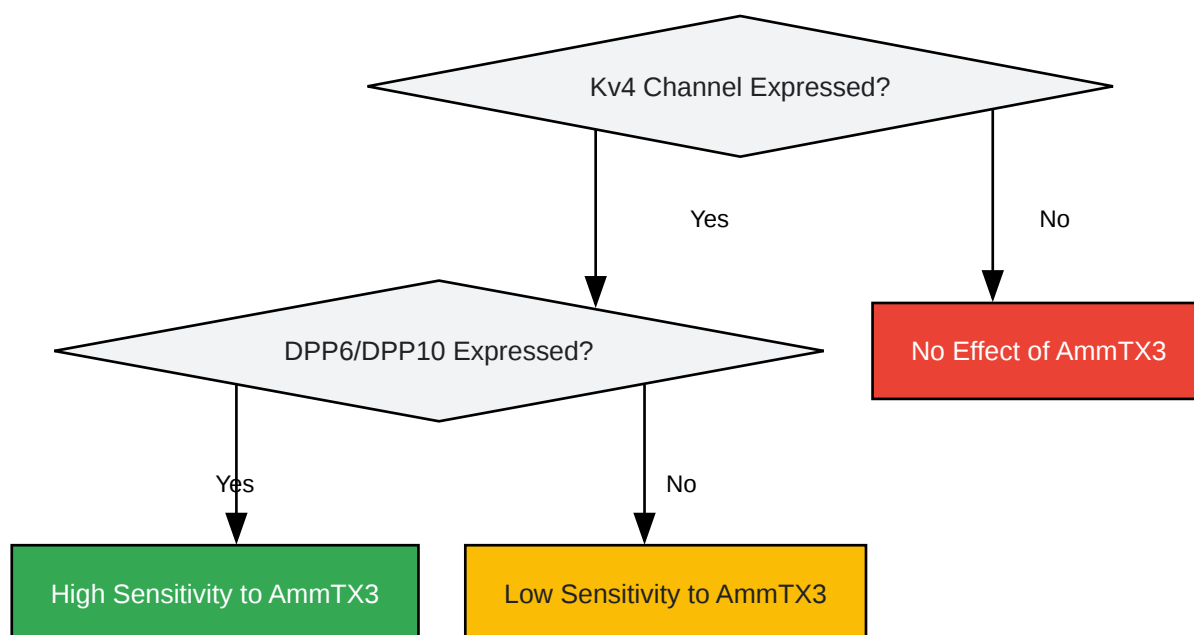 Kv4 Channel Expressed?
Yes
No
DPP6/DPP10 Expressed?
No Effect of AmmTX3
Yes
No
High Sensitivity to AmmTX3
Low Sensitivity to AmmTX3